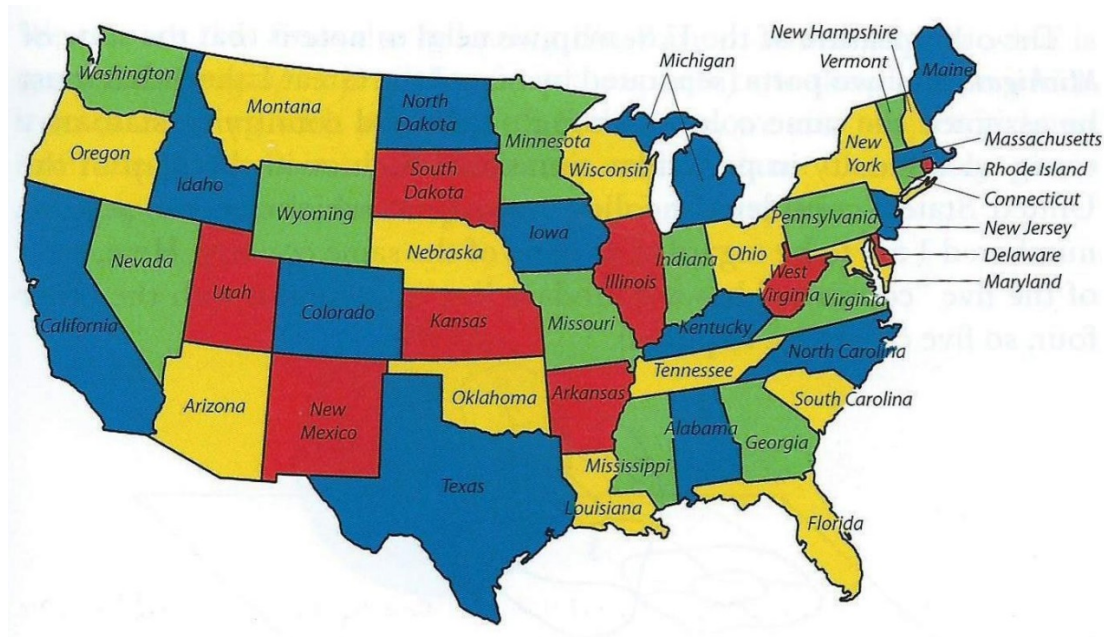 New Hampshire
Vermont
Michigan
Maine
Washington
Montana
North
Dakota
Minnesota
Oregon
Idaho
South
Dakota
Wisconsin
New
York
Massachusetts
Rhode Island
Connecticut
New Jersey
Delaware
Maryland
Wyoming
Nebraska
Iowa
Pennsylvania
Nevada
Utah
Colorado
Kansas
Missouri
Illinois
Indiana
Ohio
West
Virginia
Virginia
California
Kentucky
North Carolina
Tennessee
Arizona
New
Mexico
Oklahoma
Arkansas
South Carolina
Texas
Mississippi
Alabama
Georgia
Louisiana
Florida